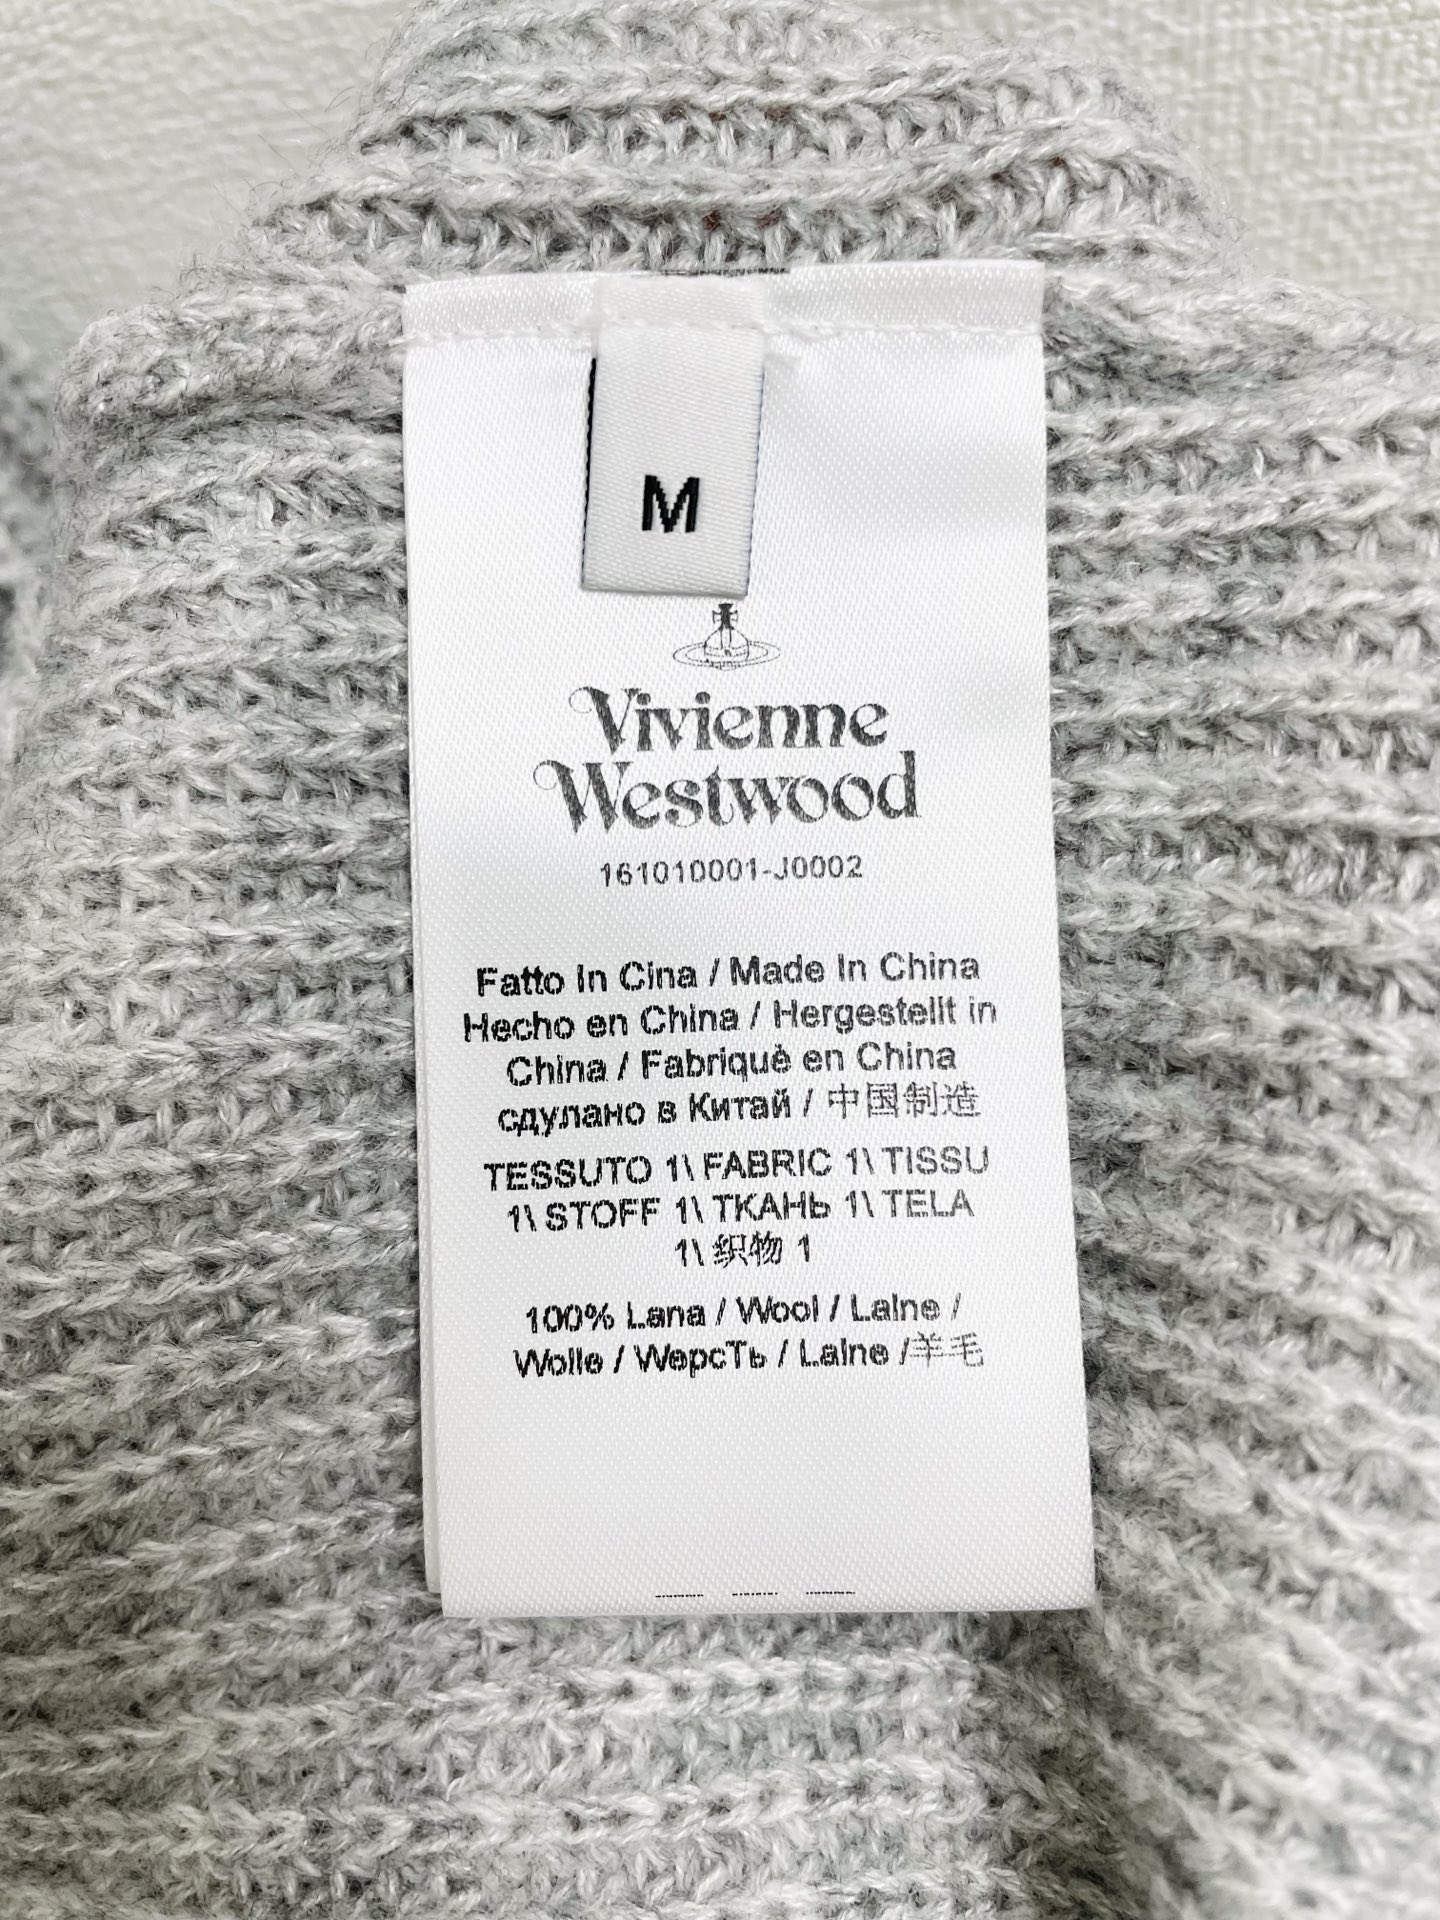 M
Vivienne
Westwood
161010001-J0002
Fatto In Cina / Made In China
Hecho en China / Hergestellt in
China / Fabriquè en China
сдулано в Китай / 中国制造
TESSUTO 1\ FABRIC 1\ TISSU
1\ STOFF 1\ ТКАНЬ 1\ TELA
1\ 织物 1
100% Lana / Wool / Laine /
Wolle / WepcТь / Laine /羊毛